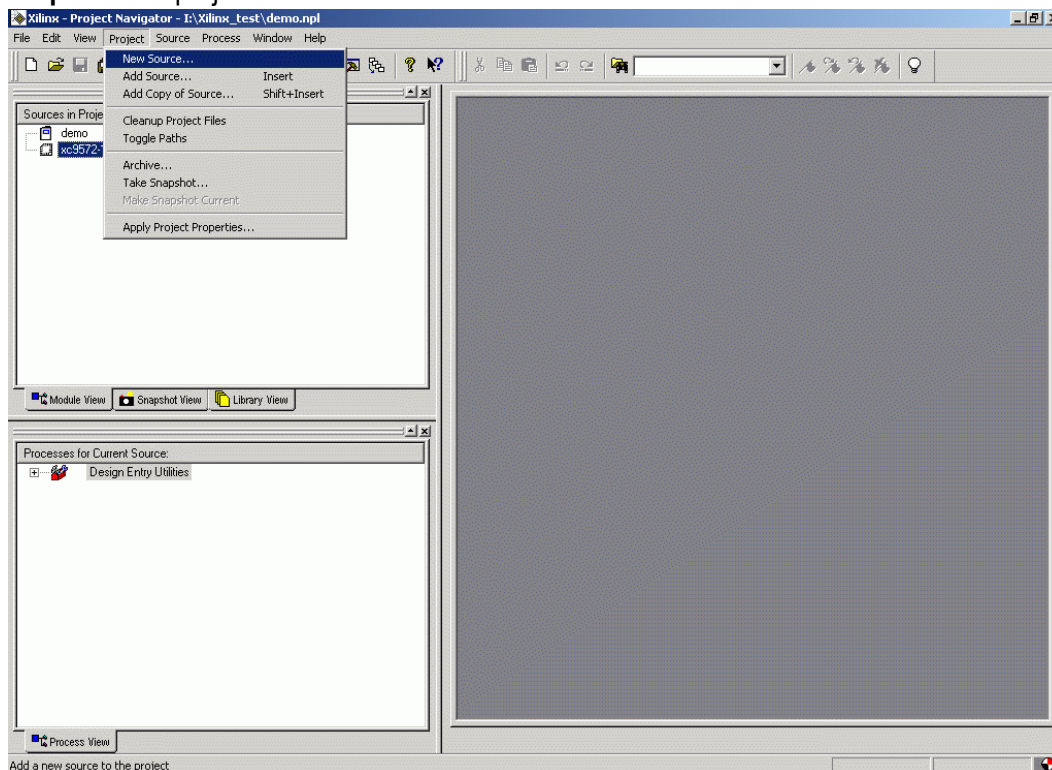 Xilinx - Project Navigator - I:\Xilinx_test\demo.npl
File Edit View Project Source Process Window Help
New Source...
Add Source... Insert
Add Copy of Source... Shift+Insert
Cleanup Project Files
Toggle Paths
Archive...
Take Snapshot...
Make Snapshot Current
Apply Project Properties...
Sources in Proje
demo
xc9572-
Module View Snapshot View Library View
Processes for Current Source:
Design Entry Utilities
Process View
Add a new source to the project